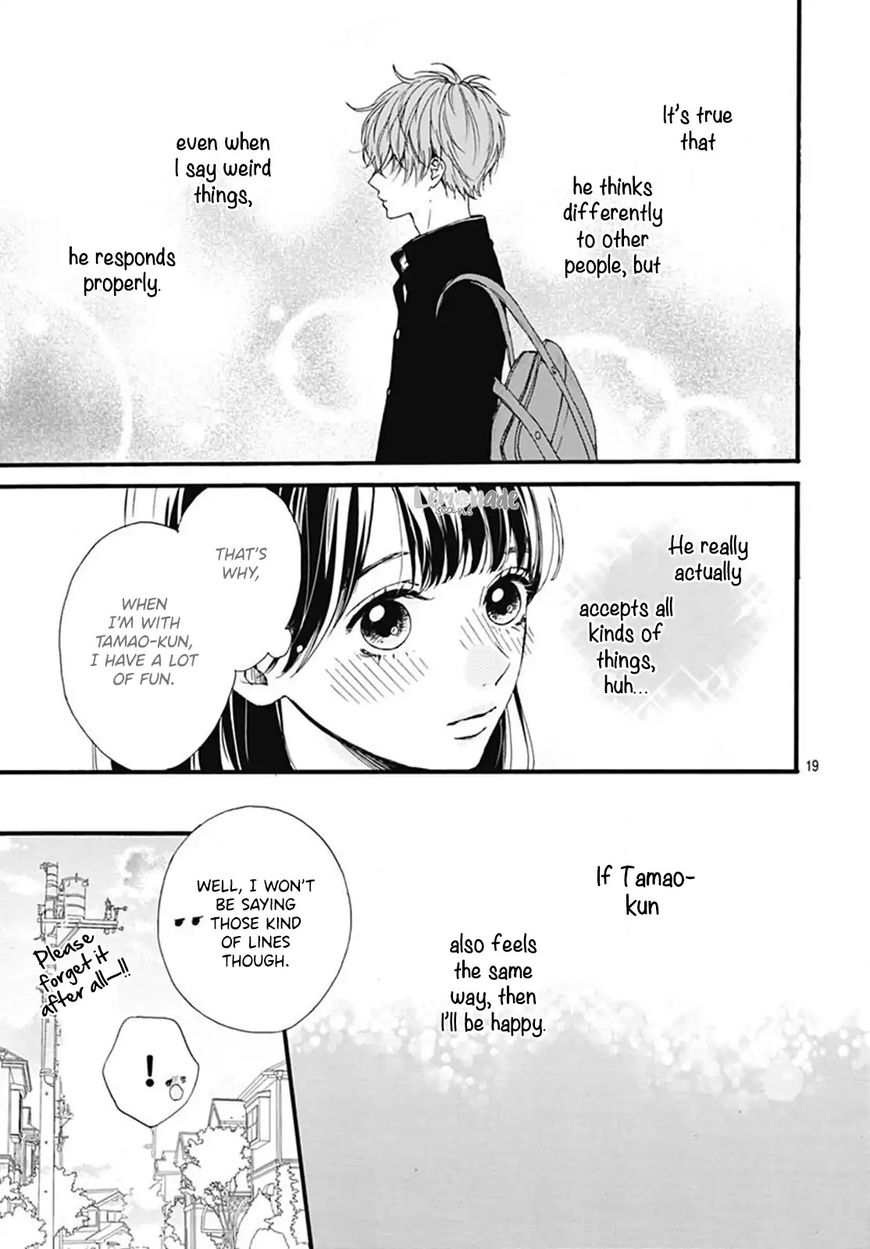 It's true
that
he thinks
differently
to other
people, but
even when
I say weird
things,
he responds
properly.
Lemonade
scans
He really
actually
accepts all
kinds of
things,
huh...
THAT'S
WHY,
WHEN
I'M WITH
TAMAO-KUN,
I HAVE A LOT
OF FUN.
19
If Tamao-
kun
also feels
the same
way, then
I'll be happy.
WELL, I WON'T
BE SAYING
THOSE KIND
OF LINES
THOUGH.
Please
forget it
after all—!!
!